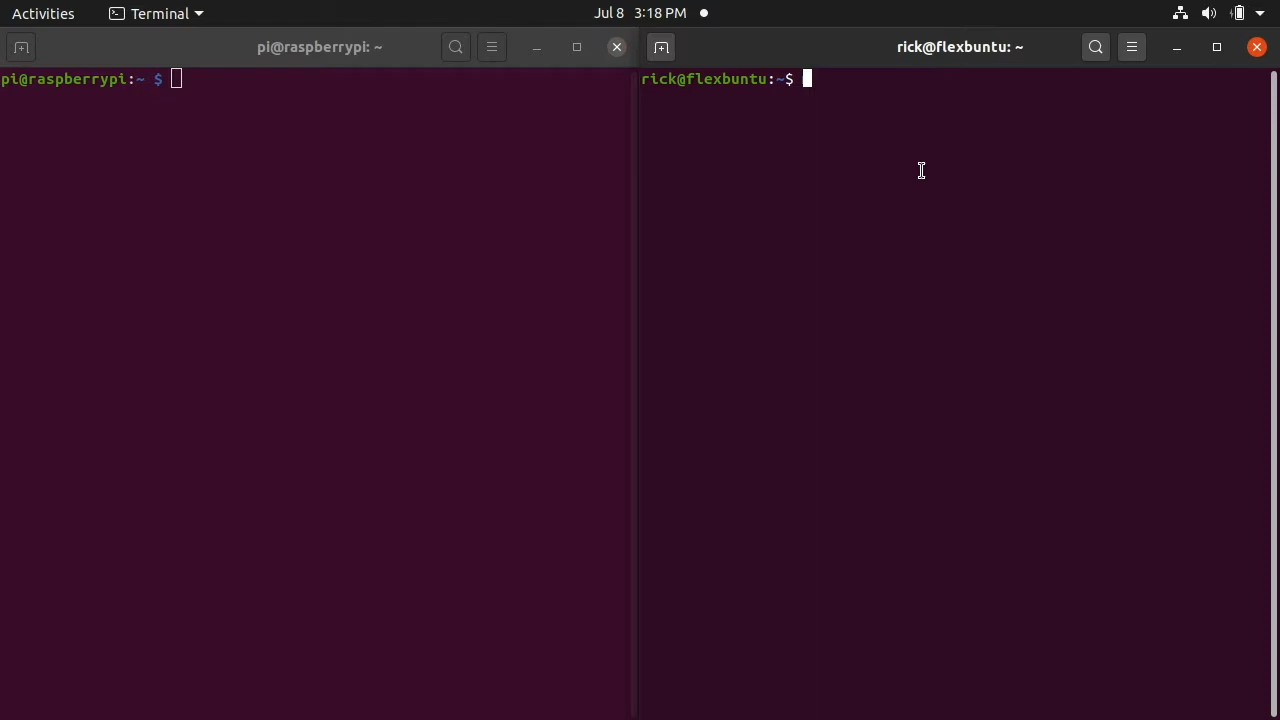 Activities Terminal Jul 8 3:18 PM
pi@raspberrypi: ~ rick@flexbuntu: ~
pi@raspberrypi:~ $ rick@flexbuntu:~$